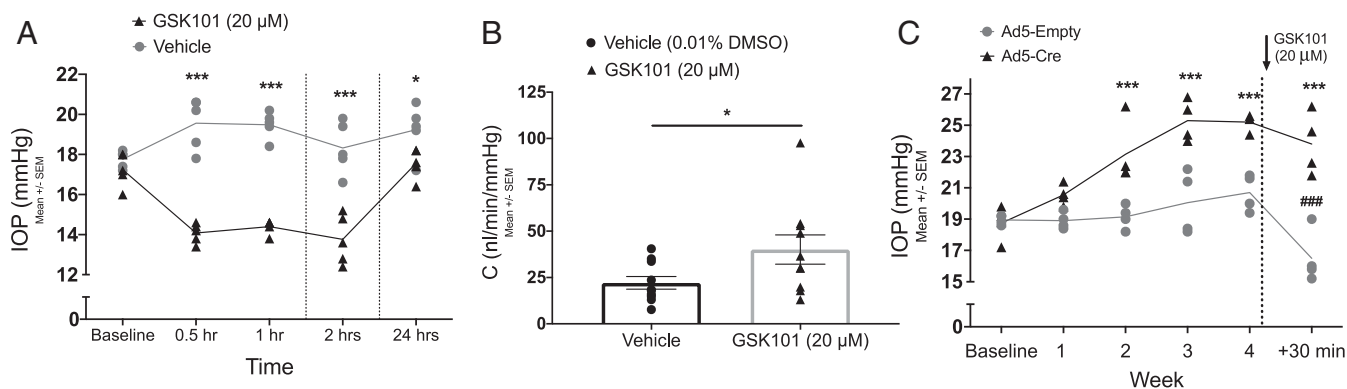 A
GSK101 (20 µM)
Vehicle
22
20
18
16
14
12
0
IOP (mmHg)
Mean +/- SEM
***
***
***
*
Baseline
0.5 hr
1 hr
2 hrs
24 hrs
Time
B
Vehicle (0.01% DMSO)
GSK101 (20 µM)
125
100
75
50
25
0
C (nl/min/mmHg)
Mean +/- SEM
*
Vehicle
GSK101 (20 µM)
C
Ad5-Empty
Ad5-Cre
GSK101
(20 µM)
27
25
23
21
19
17
15
0
IOP (mmHg)
Mean +/- SEM
***
***
***
***
###
Baseline
1
2
3
4
+30 min
Week